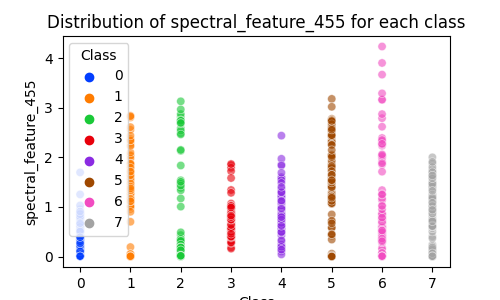 Distribution of spectral_feature_455 for each class
spectral_feature_455
4
3
2
1
0
Class
0
1
2
3
4
5
6
7
0 1 2 3 4 5 6 7
Class